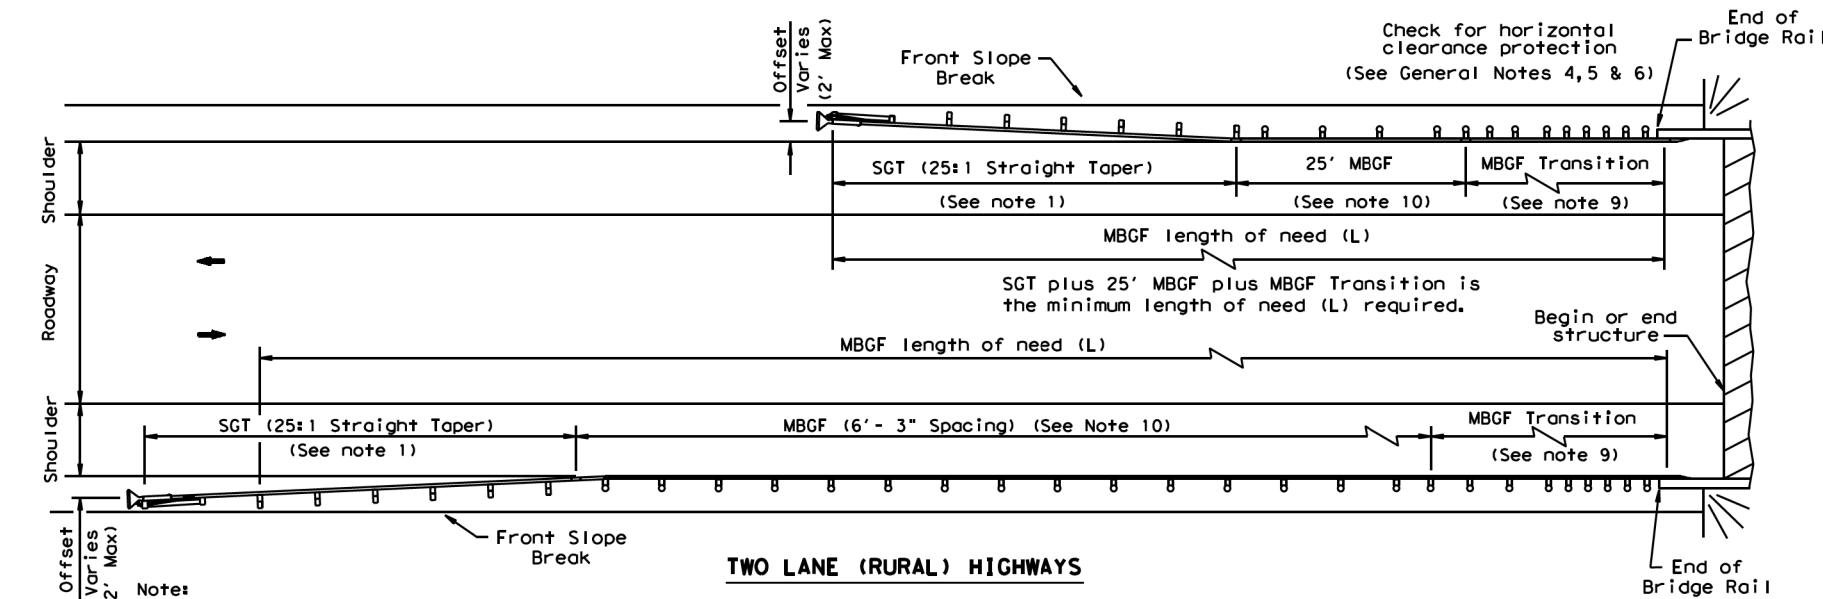 Offset
Varies
(2' Max)
Front Slope
Break
Check for horizontal
clearance protection
(See General Notes 4,5 & 6)
End of
Bridge Rail
Shoulder
SGT (25:1 Straight Taper)
(See note 1)
25' MBGF
(See note 10)
MBGF Transition
(See note 9)
MBGF length of need (L)
SGT plus 25' MBGF plus MBGF Transition is
the minimum length of need (L) required.
Roadway
Begin or end
structure
MBGF length of need (L)
Shoulder
SGT (25:1 Straight Taper)
(See note 1)
MBGF (6'- 3" Spacing) (See Note 10)
MBGF Transition
(See note 9)
Offset
Varies
2' Max)
Front Slope
Break
End of
Bridge Rail
TWO LANE (RURAL) HIGHWAYS
Note: